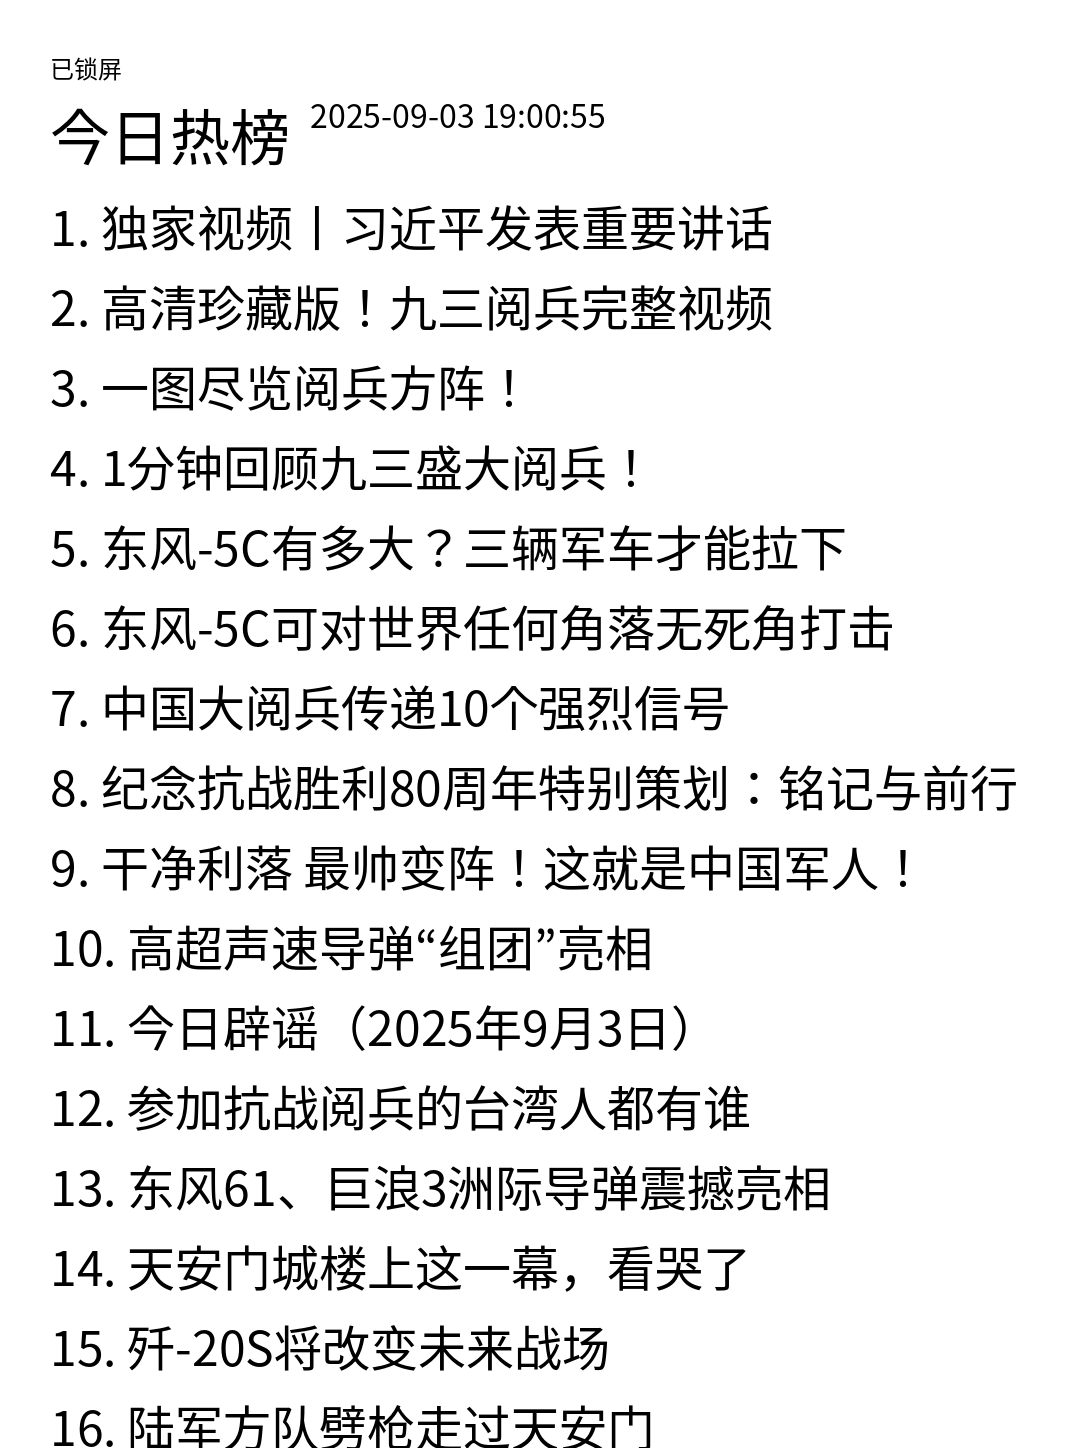 已锁屏
今日热榜 2025-09-03 19:00:55
1. 独家视频丨习近平发表重要讲话
2. 高清珍藏版！九三阅兵完整视频
3. 一图尽览阅兵方阵！
4. 1分钟回顾九三盛大阅兵！
5. 东风-5C有多大？三辆军车才能拉下
6. 东风-5C可对世界任何角落无死角打击
7. 中国大阅兵传递10个强烈信号
8. 纪念抗战胜利80周年特别策划：铭记与前行
9. 干净利落 最帅变阵！这就是中国军人！
10. 高超声速导弹“组团”亮相
11. 今日辟谣（2025年9月3日）
12. 参加抗战阅兵的台湾人都有谁
13. 东风61、巨浪3洲际导弹震撼亮相
14. 天安门城楼上这一幕，看哭了
15. 歼-20S将改变未来战场
16. 陆军方队劈枪走过天安门